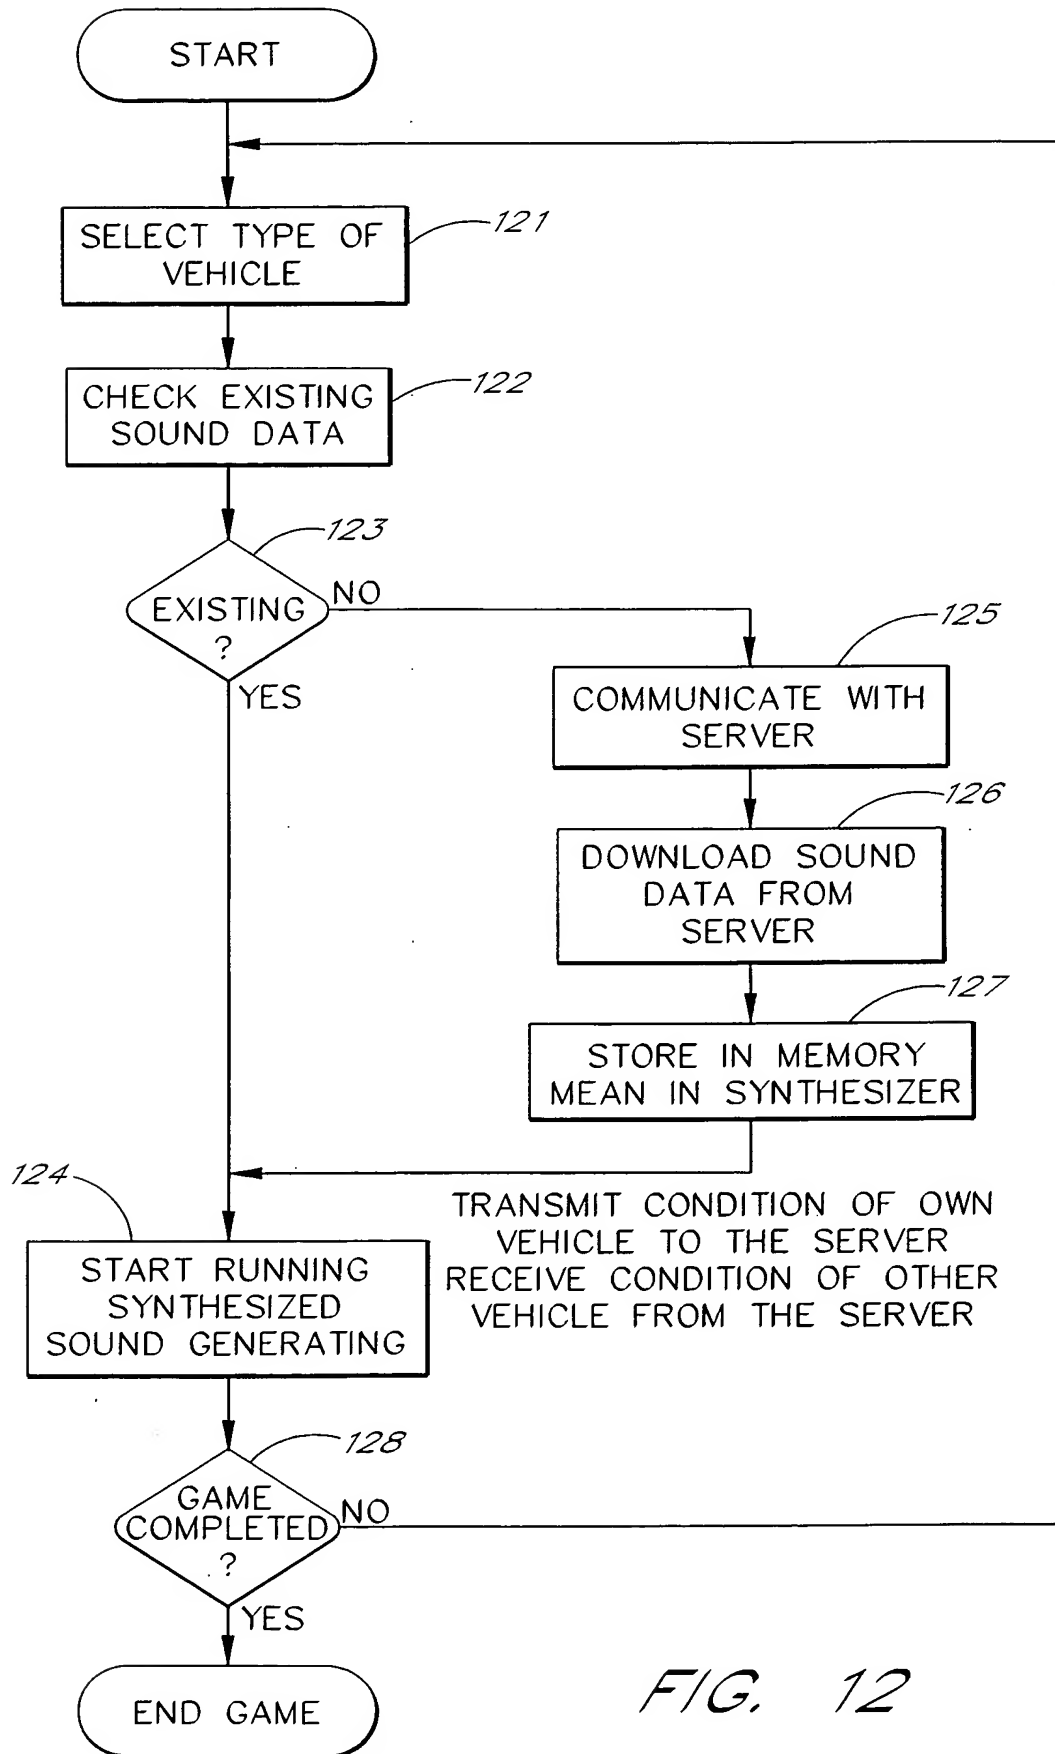 START
SELECT TYPE OF
VEHICLE
121
CHECK EXISTING
SOUND DATA
122
123
EXISTING
?
NO
YES
125
COMMUNICATE WITH
SERVER
126
DOWNLOAD SOUND
DATA FROM
SERVER
127
STORE IN MEMORY
MEAN IN SYNTHESIZER
124
START RUNNING
SYNTHESIZED
SOUND GENERATING
TRANSMIT CONDITION OF OWN
VEHICLE TO THE SERVER
RECEIVE CONDITION OF OTHER
VEHICLE FROM THE SERVER
128
GAME
COMPLETED
?
NO
YES
END GAME
FIG. 12